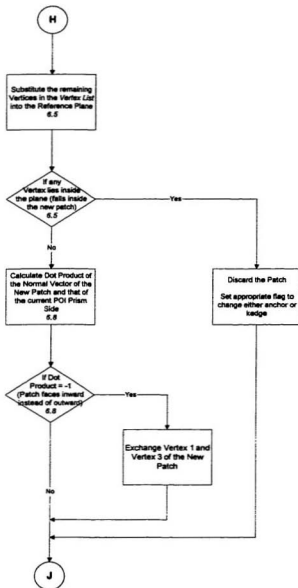 H
Substitute the remaining
Vertices in the Vertex List
into the Reference Plane
6.5
If any
Vertex lies inside
the plane (falls inside
the new patch)
6.5
Yes
No
Calculate Dot Product of
the Normal Vector of the
New Patch and that of
the current POI Prism
Side
6.8
Discard the Patch
Set appropriate flag to
change either anchor or
kedge
If Dot
Product = -1
(Patch faces inward
instead of outward)
6.8
Yes
Exchange Vertex 1 and
Vertex 3 of the New
Patch
No
J